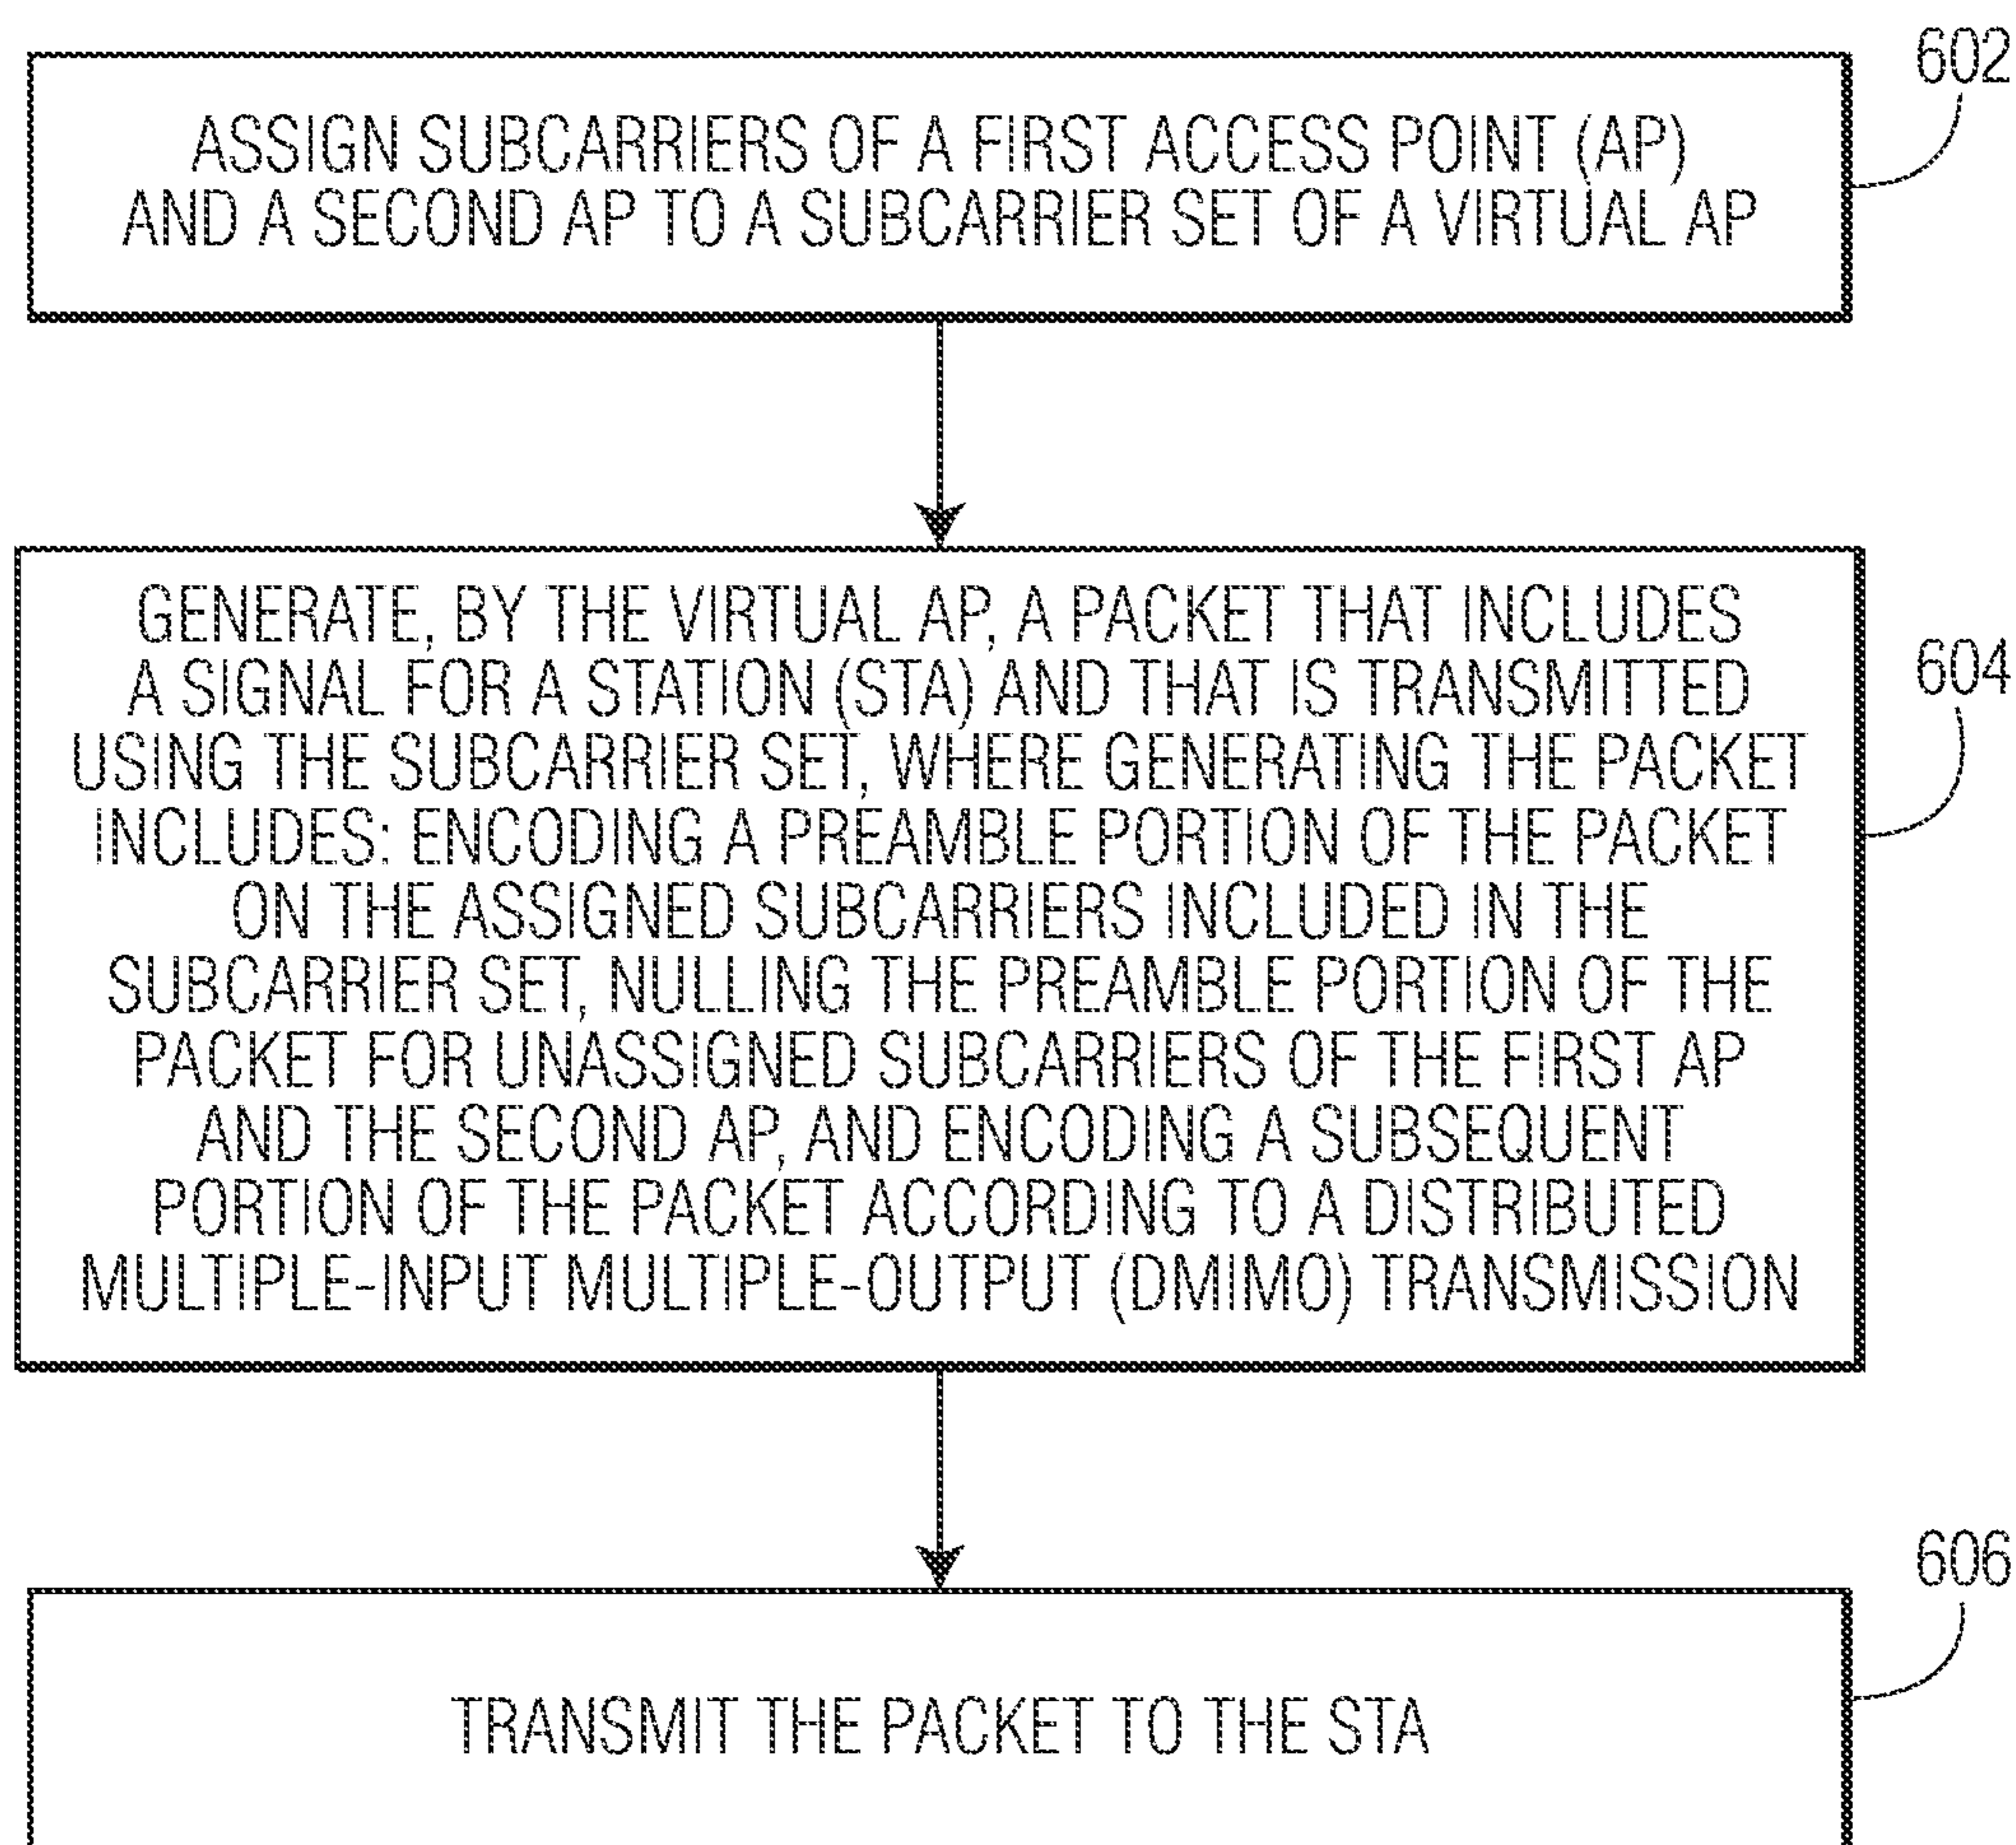 602
ASSIGN SUBCARRIERS OF A FIRST ACCESS POINT (AP)
AND A SECOND AP TO A SUBCARRIER SET OF A VIRTUAL AP
GENERATE, BY THE VIRTUAL AP, A PACKET THAT INCLUDES
A SIGNAL FOR A STATION (STA) AND THAT IS TRANSMITTED
USING THE SUBCARRIER SET, WHERE GENERATING THE PACKET
INCLUDES: ENCODING A PREAMBLE PORTION OF THE PACKET
ON THE ASSIGNED SUBCARRIERS INCLUDED IN THE
SUBCARRIER SET, NULLING THE PREAMBLE PORTION OF THE
PACKET FOR UNASSIGNED SUBCARRIERS OF THE FIRST AP
AND THE SECOND AP, AND ENCODING A SUBSEQUENT
PORTION OF THE PACKET ACCORDING TO A DISTRIBUTED
MULTIPLE-INPUT MULTIPLE-OUTPUT (DMIMO) TRANSMISSION
604
606
TRANSMIT THE PACKET TO THE STA